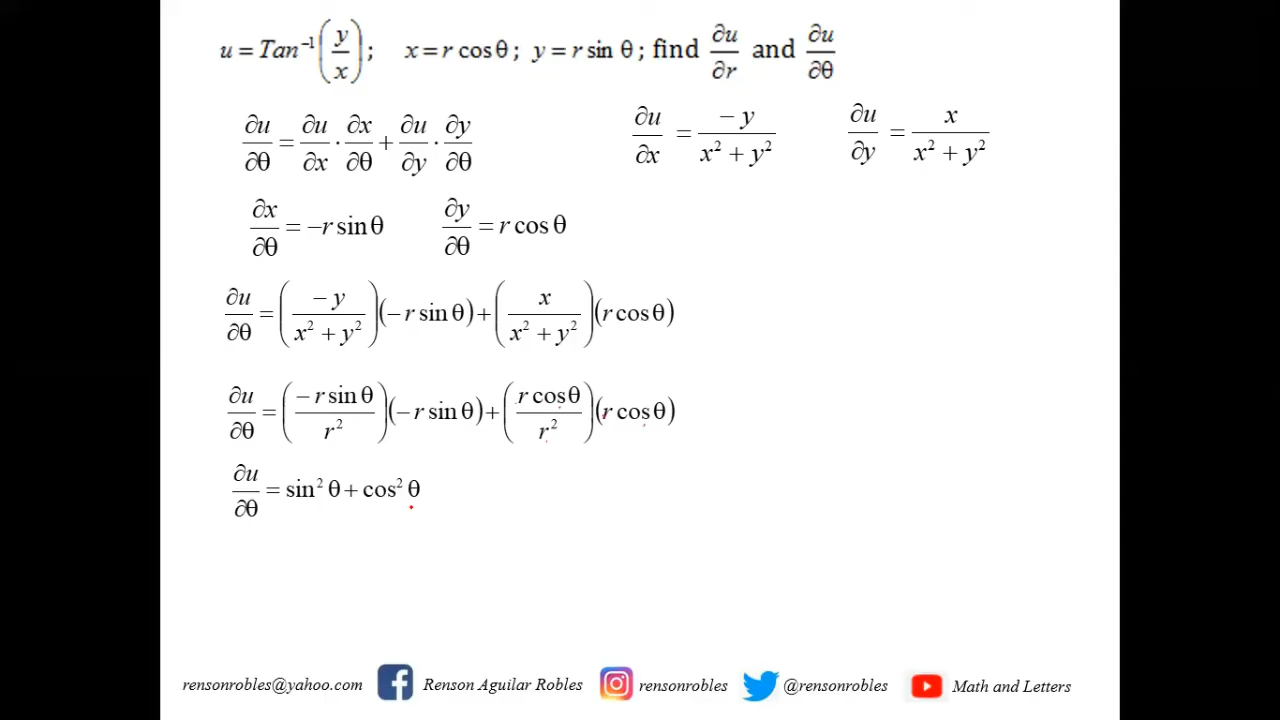 u = Tan⁻¹(y/x); x = r cosθ; y = r sin θ; find ∂u/∂r and ∂u/∂θ
∂u/∂θ = ∂u/∂x · ∂x/∂θ + ∂u/∂y · ∂y/∂θ ∂u/∂x = −y/(x² + y²) ∂u/∂y = x/(x² + y²)
∂x/∂θ = −r sin θ ∂y/∂θ = r cos θ
∂u/∂θ = (−y/(x² + y²))(−r sin θ) + (x/(x² + y²))(r cos θ)
∂u/∂θ = (−r sin θ/r²)(−r sin θ) + (r cos θ/r²)(r cos θ)
∂u/∂θ = sin² θ + cos² θ
rensonrobles@yahoo.com Renson Aguilar Robles rensonrobles @rensonrobles Math and Letters